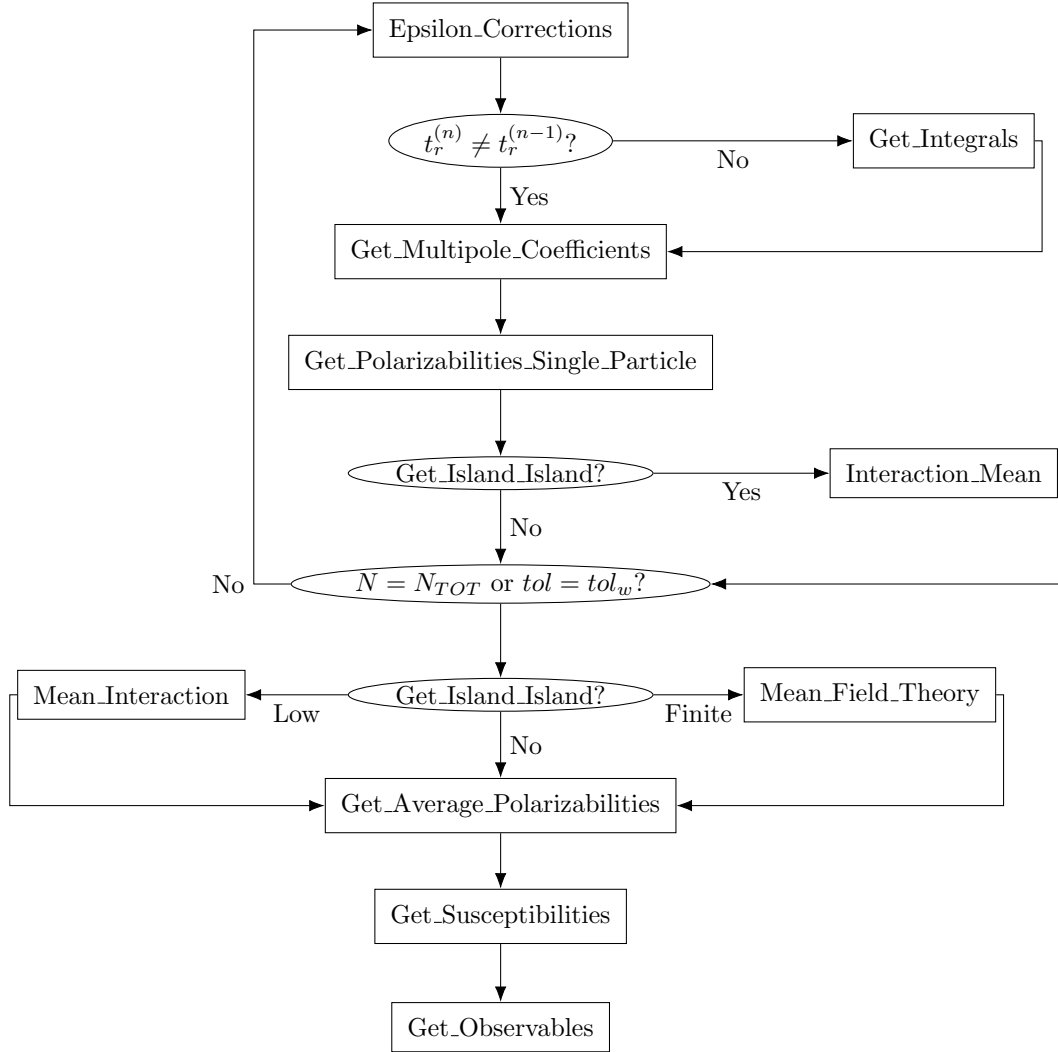 Epsilon_Corrections
$t_r^{(n)} \neq t_r^{(n-1)}$?
No
Get_Integrals
Yes
Get_Multipole_Coefficients
Get_Polarizabilities_Single_Particle
Get_Island_Island?
Yes
Interaction_Mean
No
No
$N = N_{TOT}$ or $tol = tol_w$?
Mean_Interaction
Low
Get_Island_Island?
Finite
Mean_Field_Theory
No
Get_Average_Polarizabilities
Get_Susceptibilities
Get_Observables